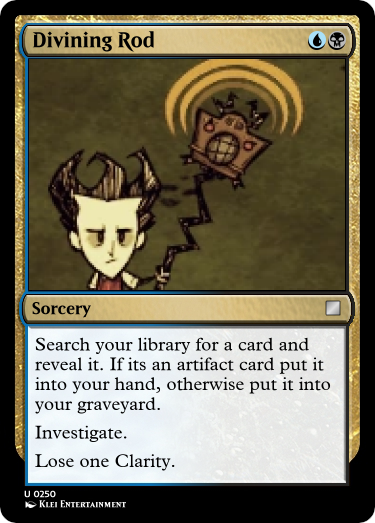 Divining Rod
Sorcery
Search your library for a card and
reveal it. If its an artifact card put it
into your hand, otherwise put it into
your graveyard.
Investigate.
Lose one Clarity.
U 0250
Klei Entertainment